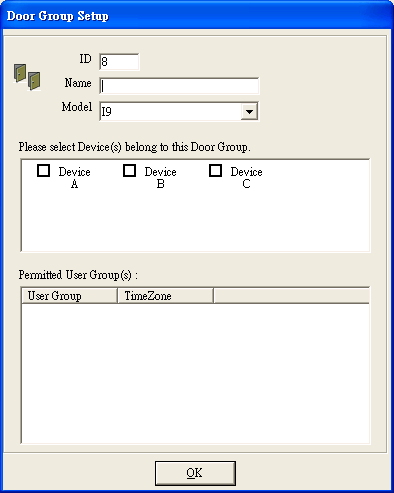 Door Group Setup
ID 8
Name
Model I9
Please select Device(s) belong to this Door Group.
Device A
Device B
Device C
Permitted User Group(s) :
User Group TimeZone
OK